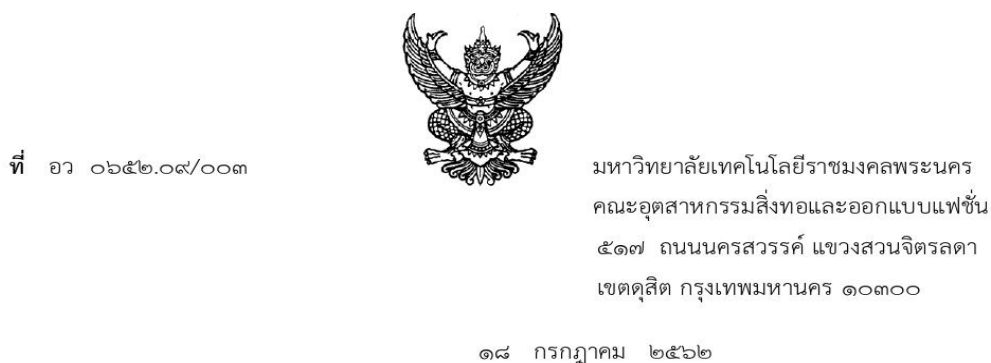 ที่ อว ๐๖๕๒.๐๙/๐๐๓
มหาวิทยาลัยเทคโนโลยีราชมงคลพระนคร
คณะอุตสาหกรรมสิ่งทอและออกแบบแฟชั่น
๕๑๗ ถนนนครสวรรค์ แขวงสวนจิตรลดา
เขตดุสิต กรุงเทพมหานคร ๑๐๓๐๐
๑๘ กรกฎาคม ๒๕๖๒